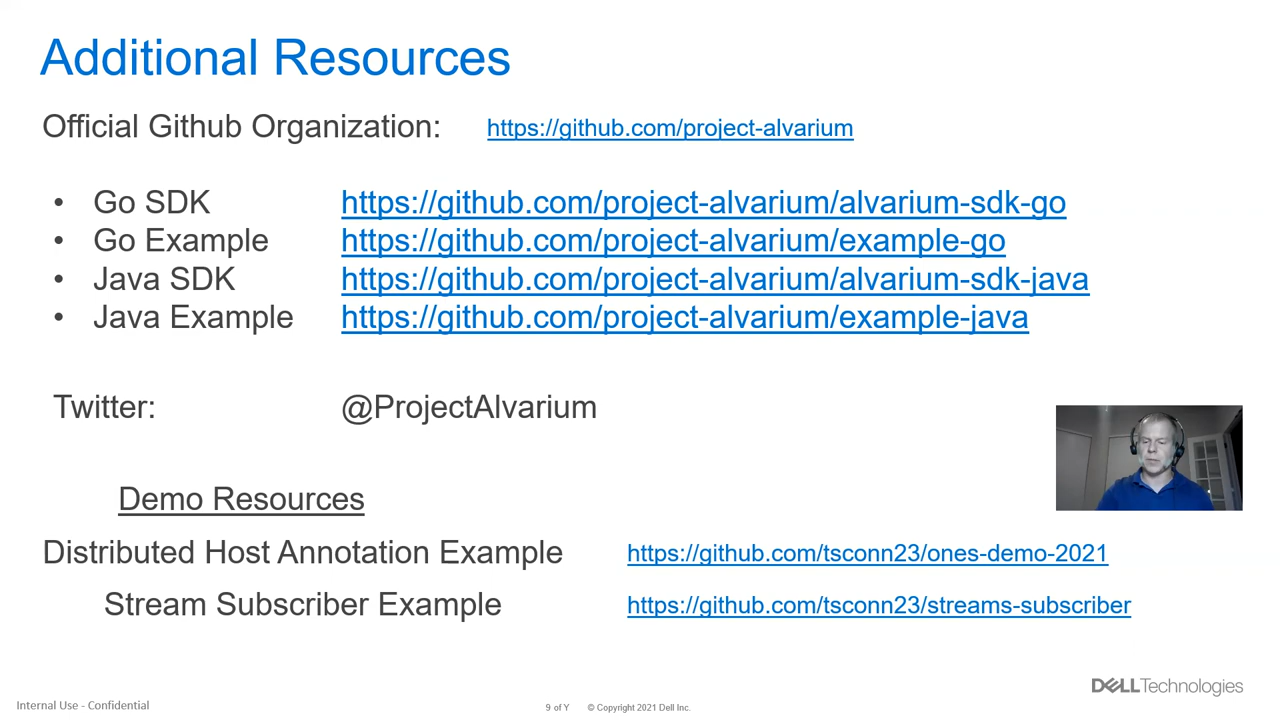 Additional Resources
Official Github Organization: https://github.com/project-alvarium
• Go SDK https://github.com/project-alvarium/alvarium-sdk-go
• Go Example https://github.com/project-alvarium/example-go
• Java SDK https://github.com/project-alvarium/alvarium-sdk-java
• Java Example https://github.com/project-alvarium/example-java
Twitter: @ProjectAlvarium
Demo Resources
Distributed Host Annotation Example https://github.com/tsconn23/ones-demo-2021
Stream Subscriber Example https://github.com/tsconn23/streams-subscriber
DELLTechnologies
Internal Use - Confidential 9 of Y © Copyright 2021 Dell Inc.